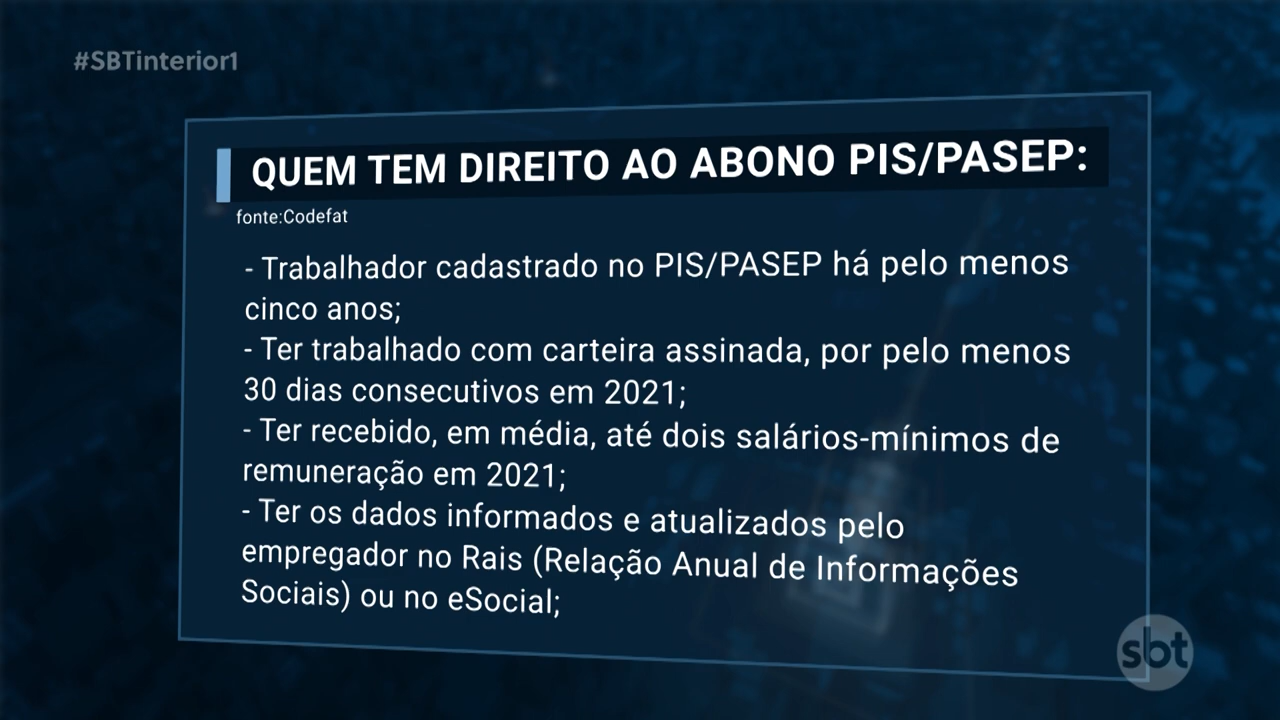 #SBTinterior1
QUEM TEM DIREITO AO ABONO PIS/PASEP:
fonte:Codefat
- Trabalhador cadastrado no PIS/PASEP há pelo menos
cinco anos;
- Ter trabalhado com carteira assinada, por pelo menos
30 dias consecutivos em 2021;
- Ter recebido, em média, até dois salários-mínimos de
remuneração em 2021;
- Ter os dados informados e atualizados pelo
empregador no Rais (Relação Anual de Informações
Sociais) ou no eSocial;
sbt